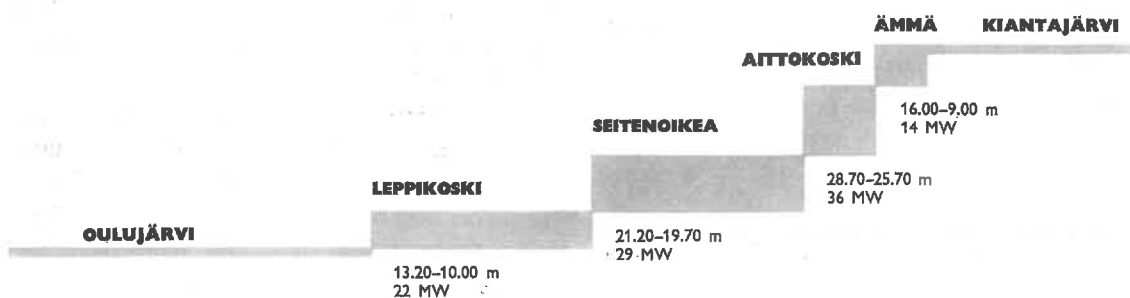 ÄMMÄ KIANTAJÄRVI
AITTOKOSKI
16.00–9.00 m
14 MW
SEITENOIKEA
28.70–25.70 m
36 MW
LEPPIKOSKI
21.20–19.70 m
29 MW
OULUJÄRVI
13.20–10.00 m
22 MW